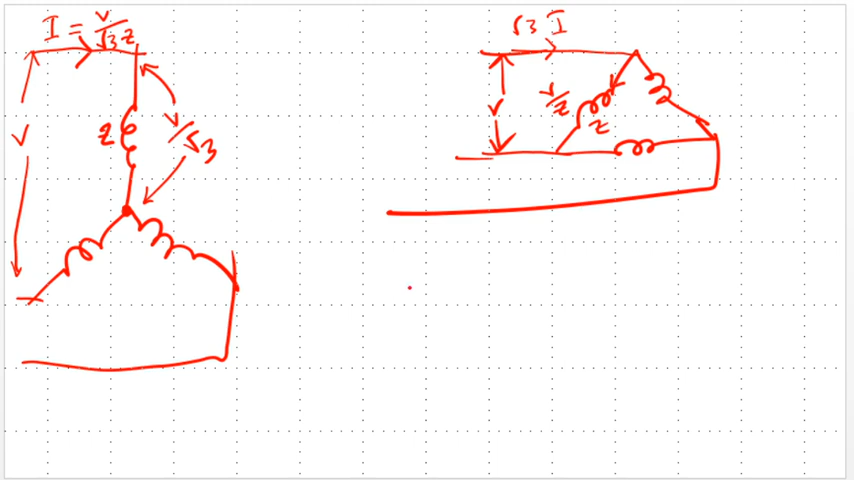 I = V/√3 Z
V
Z
V/√3
√3 I
V
V/Z
Z